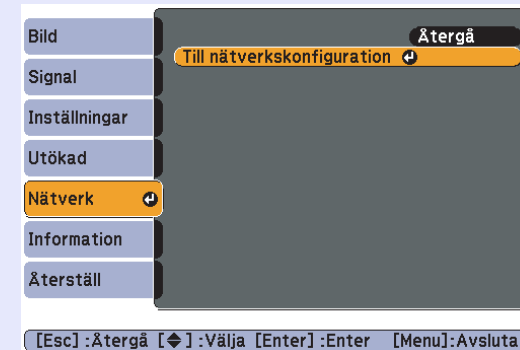 Bild
Signal
Inställningar
Utökad
Nätverk
Information
Återställ
Återgå
Till nätverkskonfiguration
[Esc] :Återgå [◆] :Välja [Enter] :Enter [Menu]:Avsluta